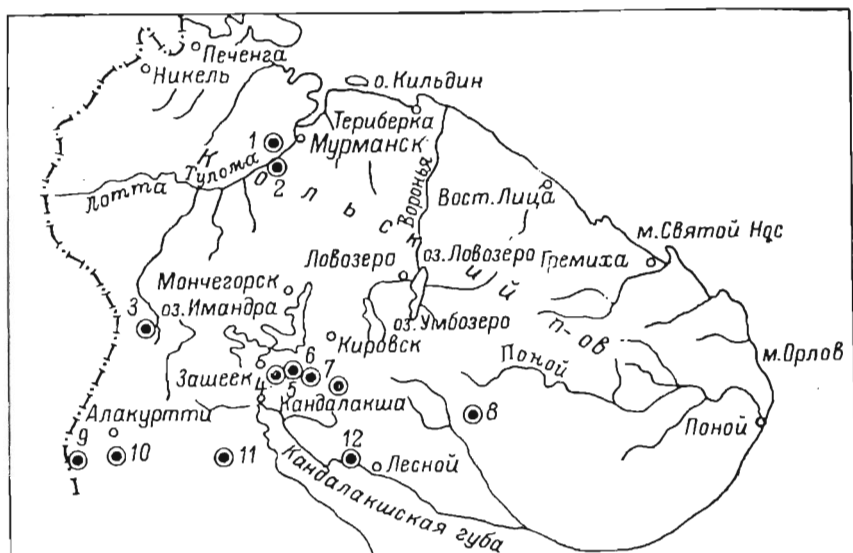 Печенга
Никель
о. Кильдин
Териберка
1
Мурманск
К
Тулома
о
2
Лотта
л
ь
с
к
и
й
п-ов
Воронья
Вост. Лица
м. Святой Нос
Ловозеро
оз. Ловозеро
Гремиха
Мончегорск
оз. Имандра
3
оз. Умбозеро
Кировск
6
7
Зашеек
4
5
Поной
м. Орлов
Кандалакша
8
Поной
Алакуртти
9
10
11
12
Лесной
I
Кандалакшская губа